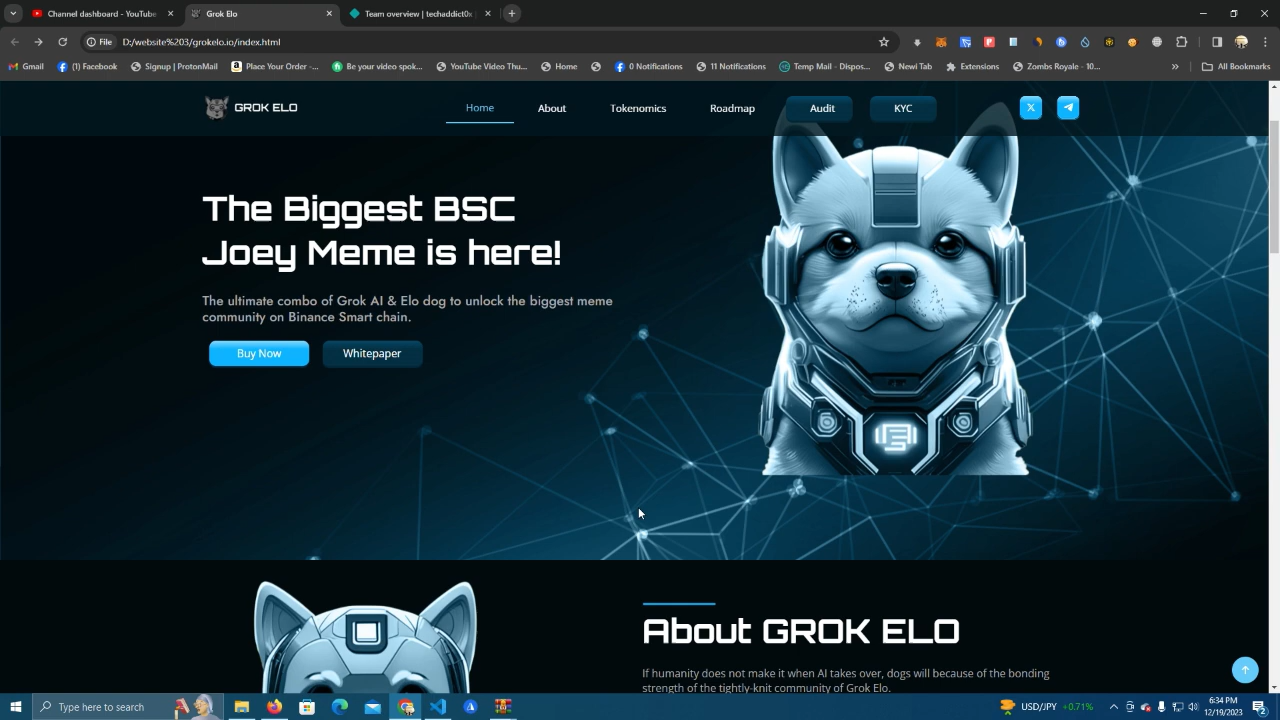 Channel dashboard - YouTube
Grok Elo
Team overview | techaddict0x
File
D:/website%203/grokelo.io/index.html
Gmail
(1) Facebook
Signup | ProtonMail
Place Your Order -...
Be your video spok...
YouTube Video Thu...
Home
0 Notifications
11 Notifications
Temp Mail - Dispos...
Newi Tab
Extensions
Zombs Royale - 10...
»
All Bookmarks
GROK ELO
Home
About
Tokenomics
Roadmap
Audit
KYC
The Biggest BSC
Joey Meme is here!
The ultimate combo of Grok AI & Elo dog to unlock the biggest meme
community on Binance Smart chain.
Buy Now
Whitepaper
About GROK ELO
If humanity does not make it when AI takes over, dogs will because of the bonding
strength of the tightly-knit community of Grok Elo.
Type here to search
USD/JPY +0.71%
6:34 PM
12/19/2023
2